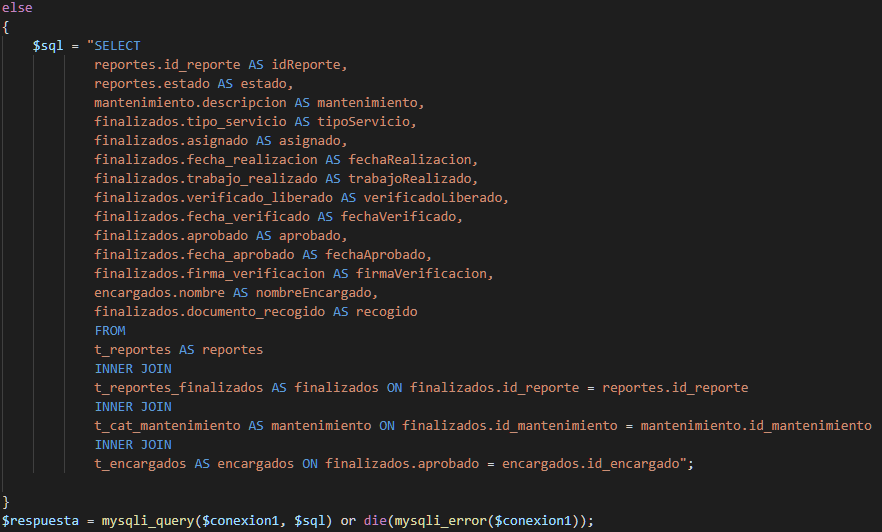 else
{
$sql = "SELECT
reportes.id_reporte AS idReporte,
reportes.estado AS estado,
mantenimiento.descripcion AS mantenimiento,
finalizados.tipo_servicio AS tipoServicio,
finalizados.asignado AS asignado,
finalizados.fecha_realizacion AS fechaRealizacion,
finalizados.trabajo_realizado AS trabajoRealizado,
finalizados.verificado_liberado AS verificadoLiberado,
finalizados.fecha_verificado AS fechaVerificado,
finalizados.aprobado AS aprobado,
finalizados.fecha_aprobado AS fechaAprobado,
finalizados.firma_verificacion AS firmaVerificacion,
encargados.nombre AS nombreEncargado,
finalizados.documento_recogido AS recogido
FROM
t_reportes AS reportes
INNER JOIN
t_reportes_finalizados AS finalizados ON finalizados.id_reporte = reportes.id_reporte
INNER JOIN
t_cat_mantenimiento AS mantenimiento ON finalizados.id_mantenimiento = mantenimiento.id_mantenimiento
INNER JOIN
t_encargados AS encargados ON finalizados.aprobado = encargados.id_encargado";
}
$respuesta = mysqli_query($conexion1, $sql) or die(mysqli_error($conexion1));